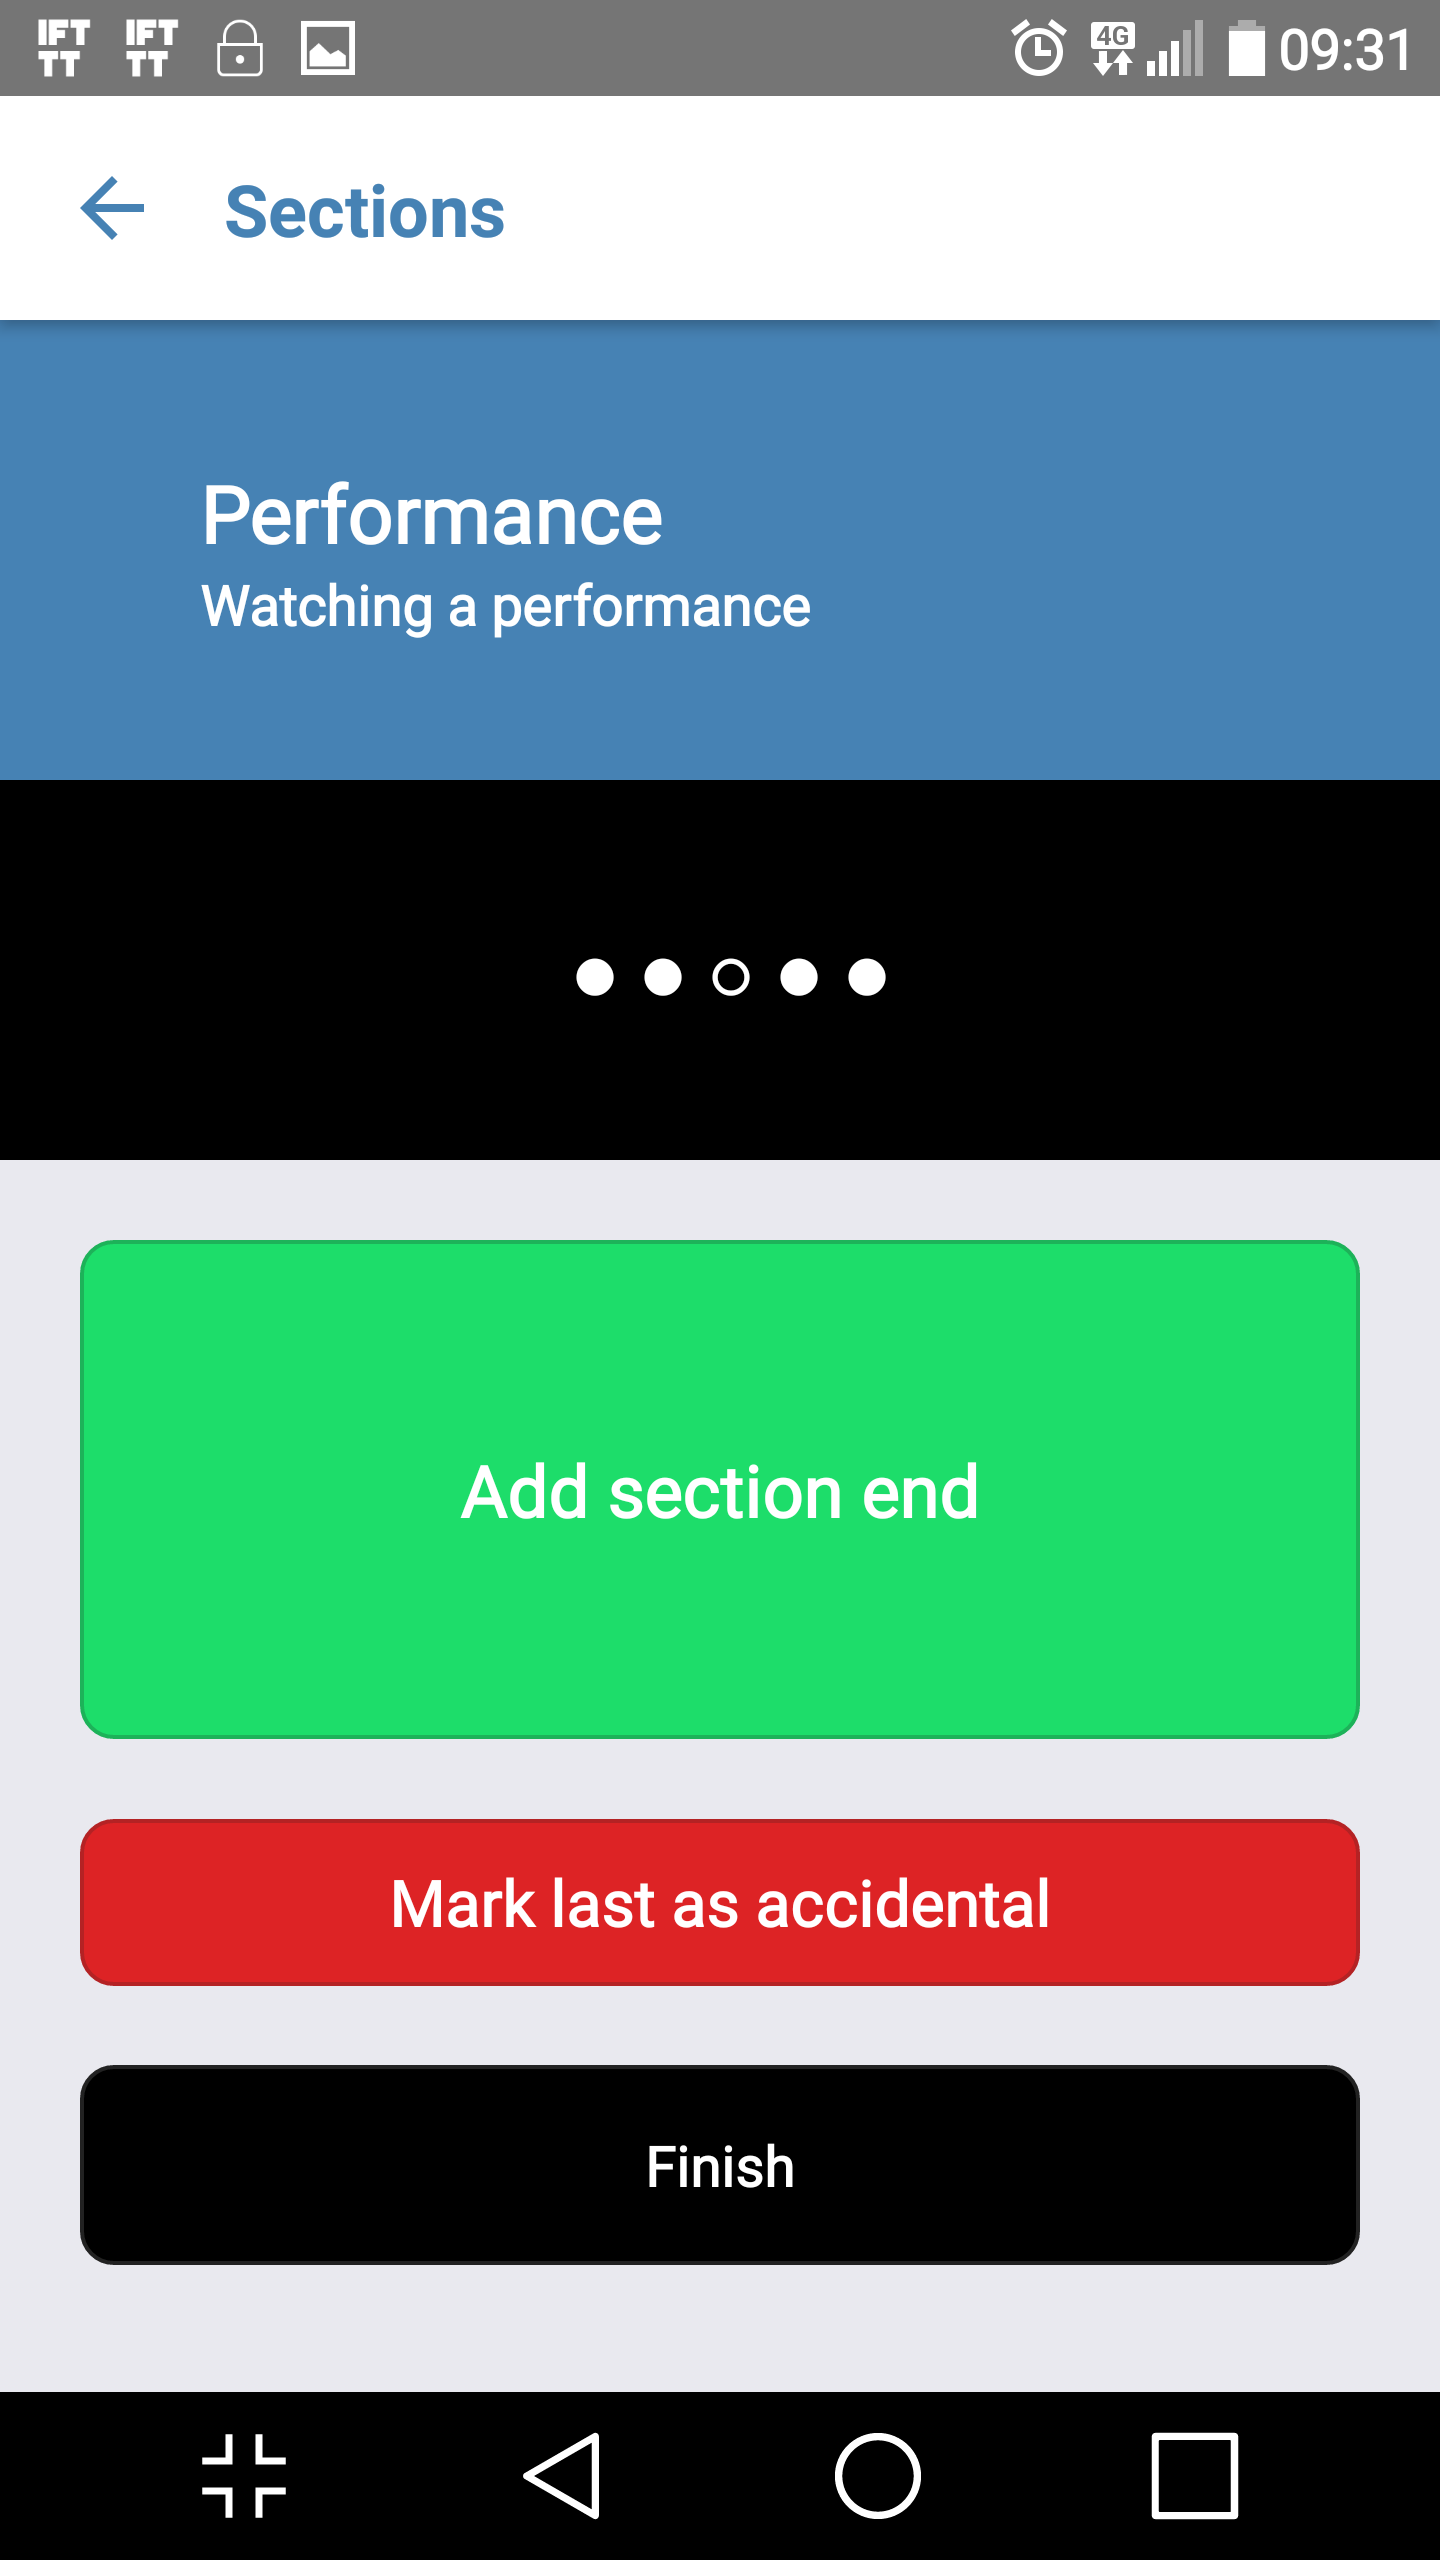 IFTTT IFTTT 4G 09:31
Sections
Performance
Watching a performance
Add section end
Mark last as accidental
Finish